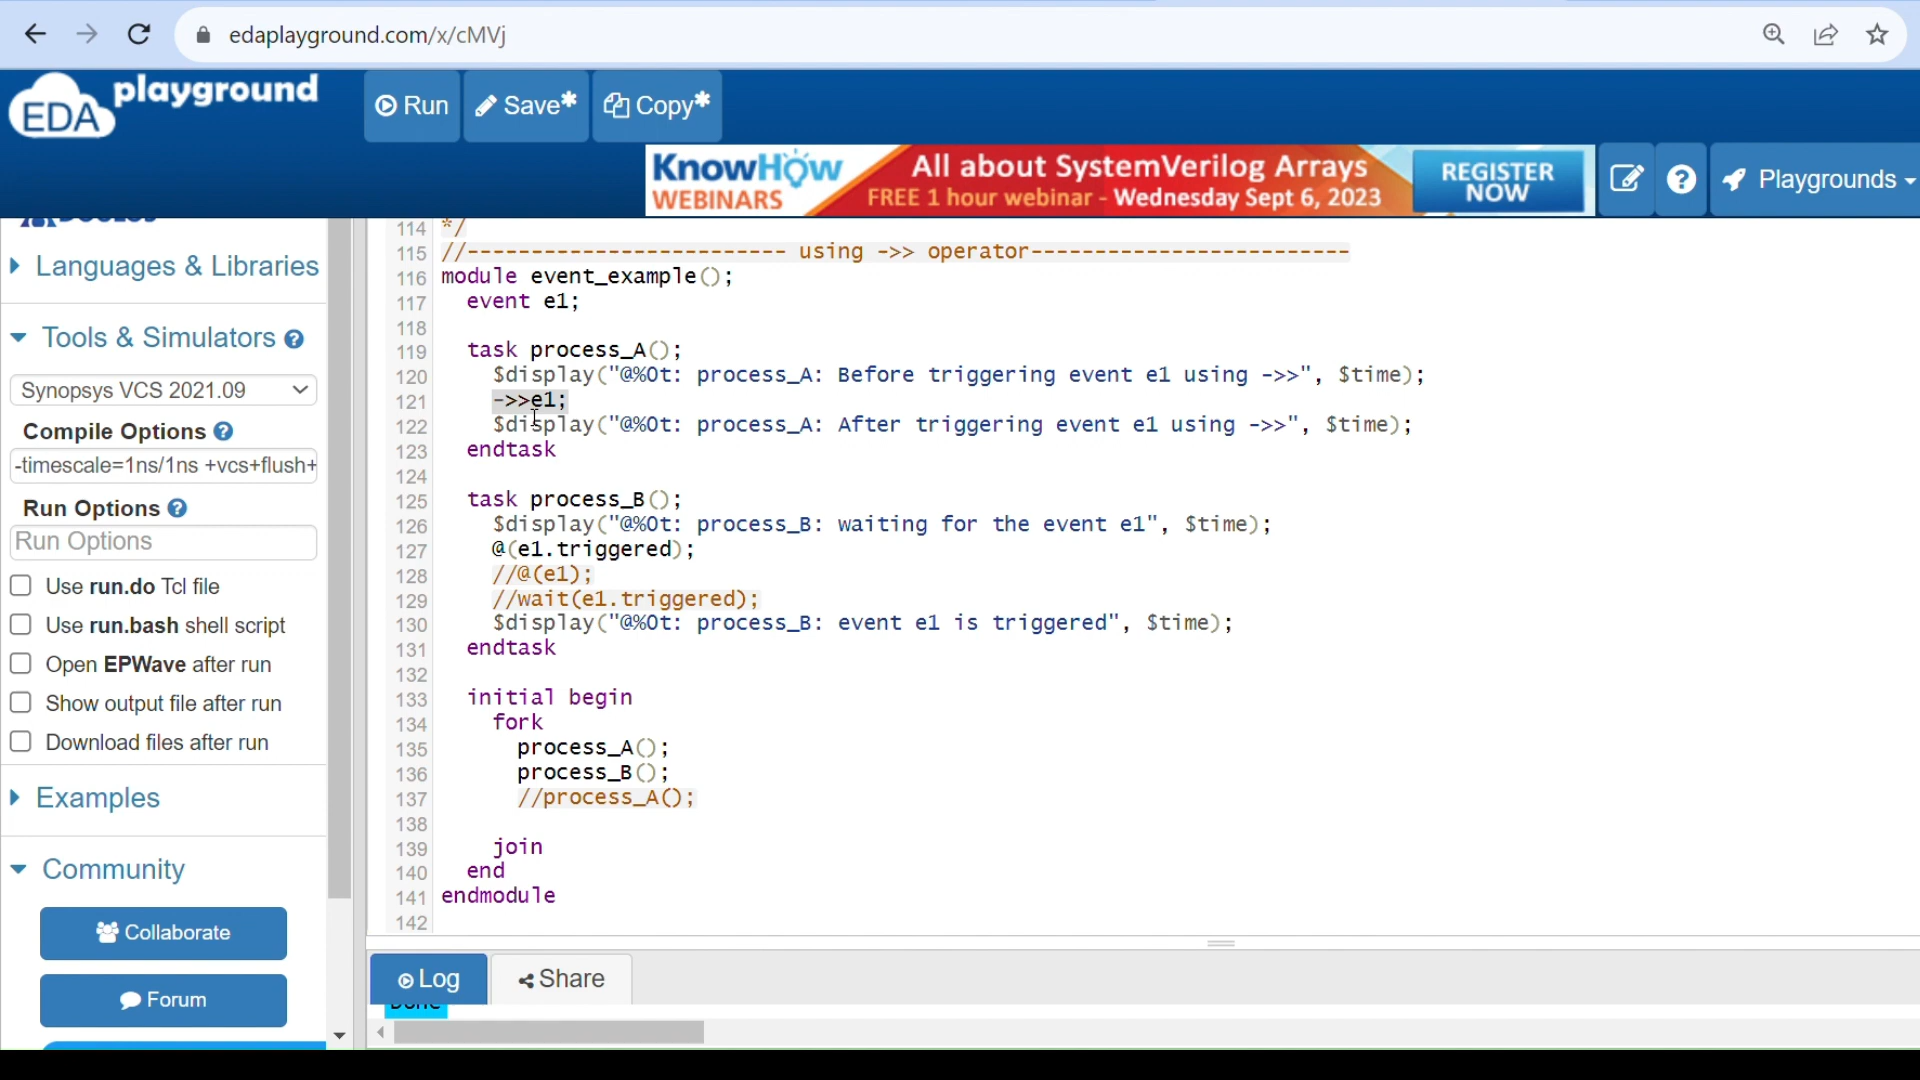 edaplayground.com/x/cMVj
EDA playground
Run
Save*
Copy*
KnowHow
WEBINARS
All about SystemVerilog Arrays
FREE 1 hour webinar - Wednesday Sept 6, 2023
REGISTER
NOW
Playgrounds
Languages & Libraries
Tools & Simulators
Synopsys VCS 2021.09
Compile Options
-timescale=1ns/1ns +vcs+flush+
Run Options
Run Options
Use run.do Tcl file
Use run.bash shell script
Open EPWave after run
Show output file after run
Download files after run
Examples
Community
Collaborate
Forum
114 */
115 //------------------------- using ->> operator-------------------------
116 module event_example();
117 event e1;
118
119 task process_A();
120 $display("@%0t: process_A: Before triggering event e1 using ->>", $time);
121 ->>e1;
122 $display("@%0t: process_A: After triggering event e1 using ->>", $time);
123 endtask
124
125 task process_B();
126 $display("@%0t: process_B: waiting for the event e1", $time);
127 @(e1.triggered);
128 //@(e1);
129 //wait(e1.triggered);
130 $display("@%0t: process_B: event e1 is triggered", $time);
131 endtask
132
133 initial begin
134 fork
135 process_A();
136 process_B();
137 //process_A();
138
139 join
140 end
141 endmodule
142
Log
Share
Done